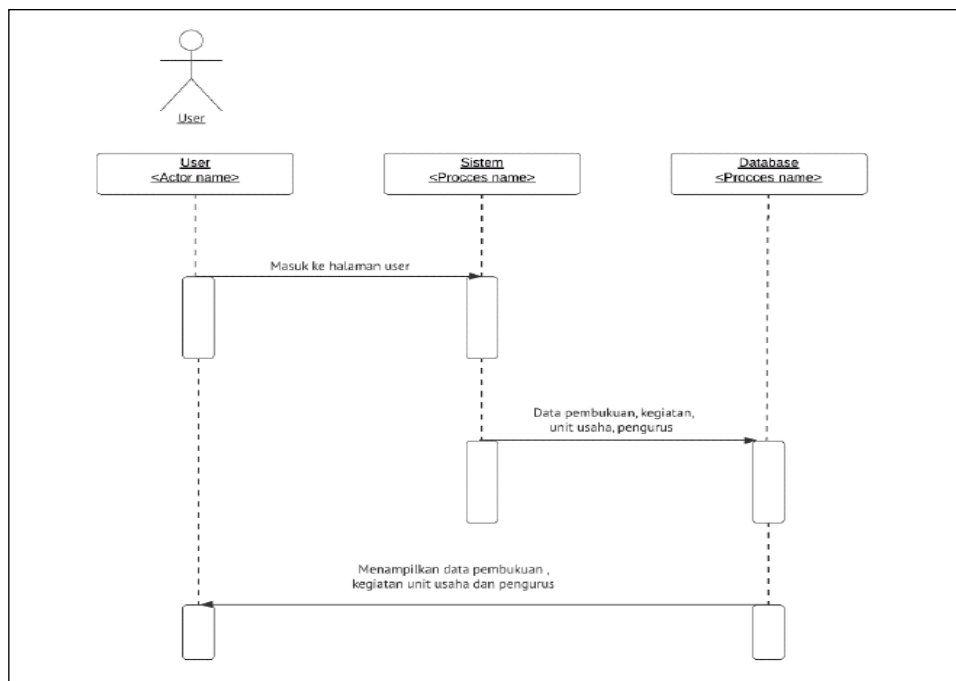 User
User
<Actor name>
Sistem
<Procces name>
Database
<Procces name>
Masuk ke halaman user
Data pembukuan, kegiatan,
unit usaha, pengurus
Menampilkan data pembukuan ,
kegiatan unit usaha dan pengurus